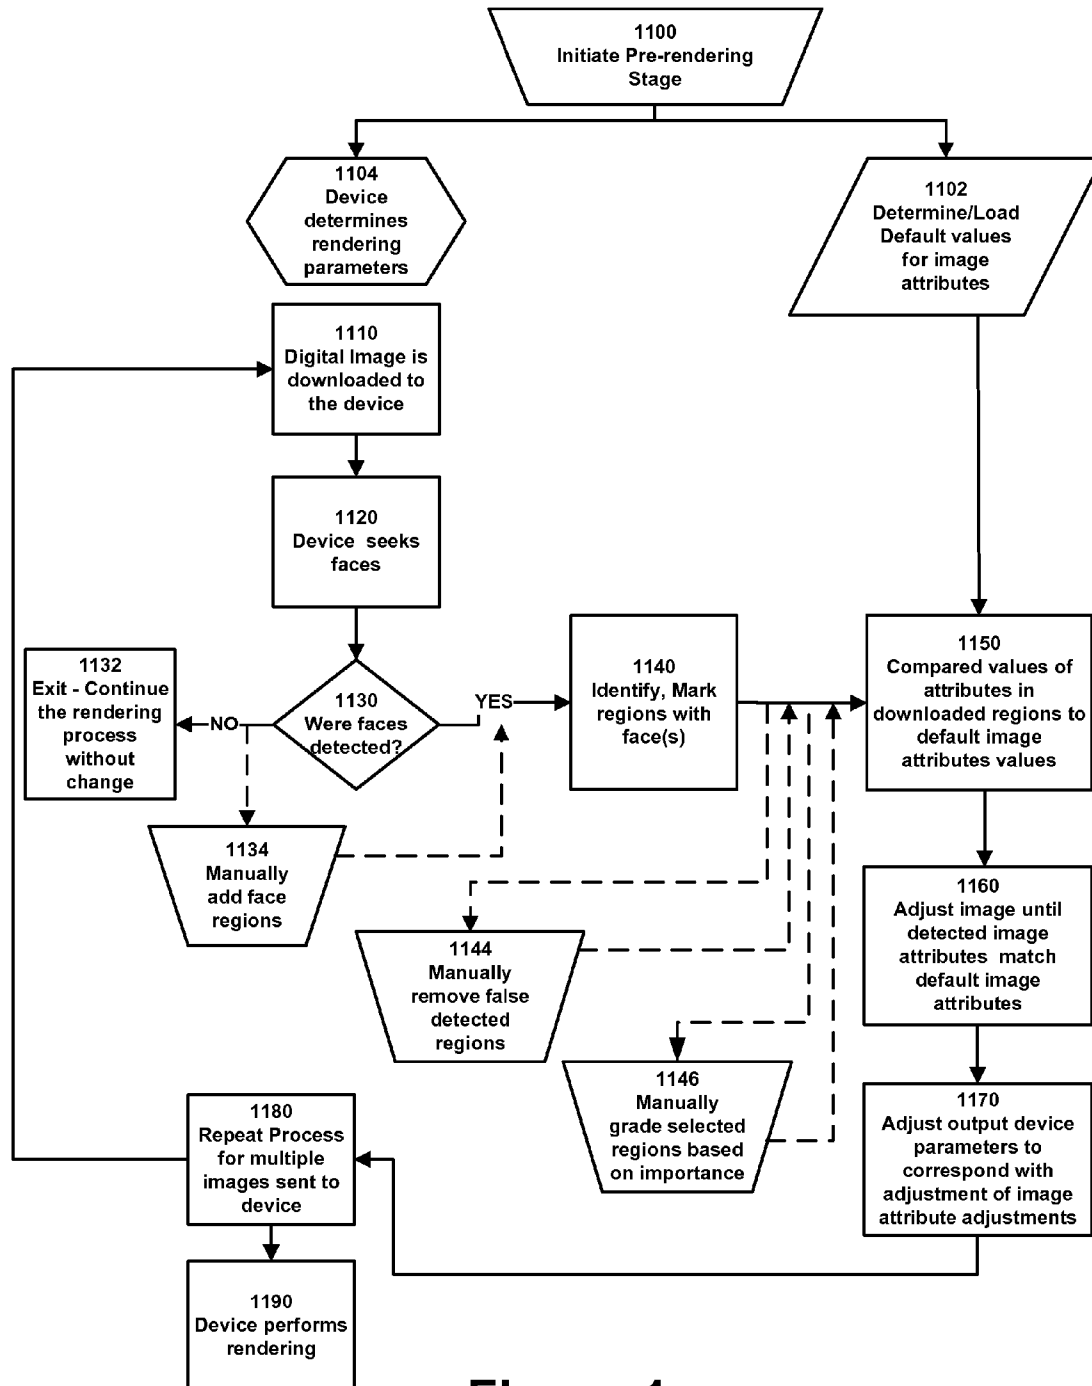 1100
Initiate Pre-rendering
Stage
1104
Device
determines
rendering
parameters
1102
Determine/Load
Default values
for image
attributes
1110
Digital Image is
downloaded to
the device
1120
Device seeks
faces
1132
Exit - Continue
the rendering
process
without
change
NO
1130
Were faces
detected?
YES
1140
Identify, Mark
regions with
face(s)
1150
Compared values of
attributes in
downloaded regions to
default image
attributes values
1134
Manually
add face
regions
1144
Manually
remove false
detected
regions
1160
Adjust image until
detected image
attributes match
default image
attributes
1146
Manually
grade selected
regions based
on importance
1170
Adjust output device
parameters to
correspond with
adjustment of image
attribute adjustments
1180
Repeat Process
for multiple
images sent to
device
1190
Device performs
rendering